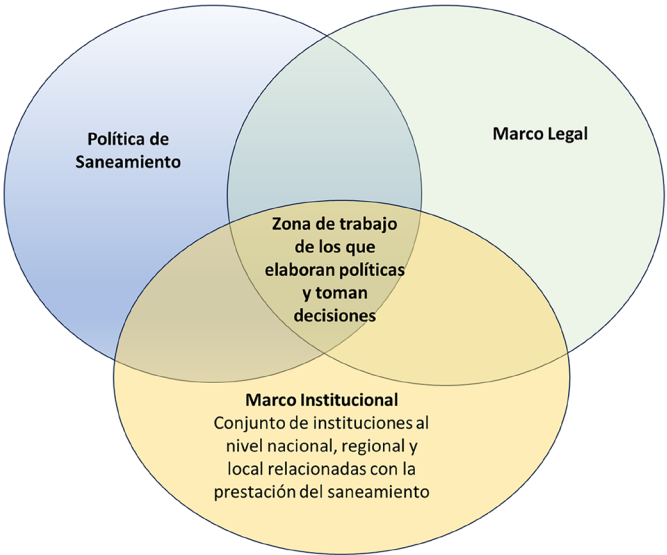 Política de
Saneamiento
Marco Legal
Zona de trabajo
de los que
elaboran políticas
y toman
decisiones
Marco Institucional
Conjunto de instituciones al
nivel nacional, regional y
local relacionadas con la
prestación del saneamiento